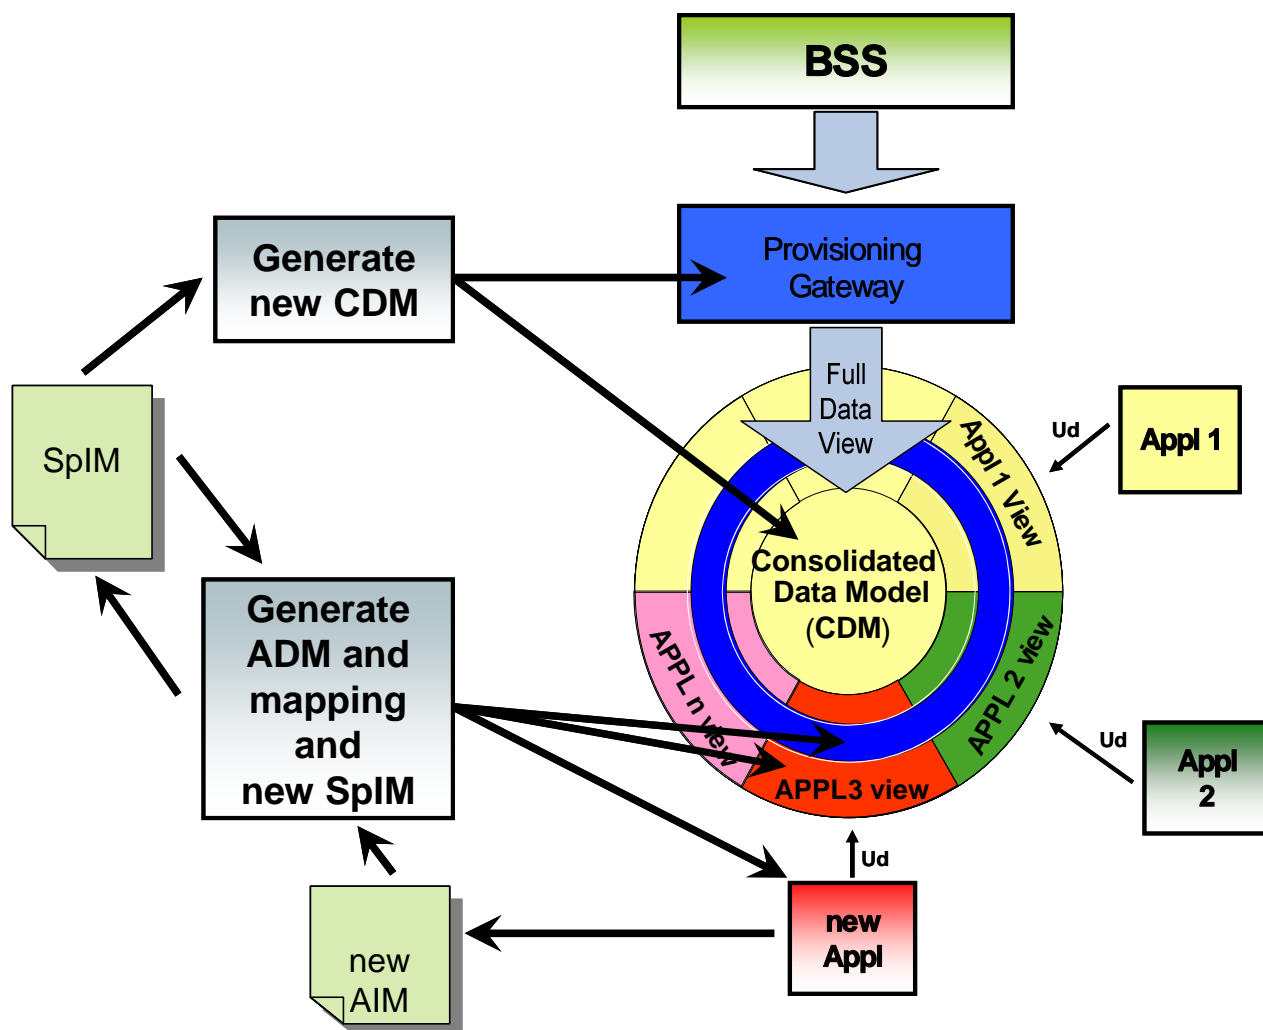 BSS
Provisioning
Gateway
Generate
new CDM
Full
Data
View
SpIM
Appl 1 View
Ud
Appl 1
Consolidated
Data Model
(CDM)
Generate
ADM and
mapping
and
new SpIM
APPL n view
APPL 2 view
APPL3 view
Ud
Appl
2
Ud
new
Appl
new
AIM